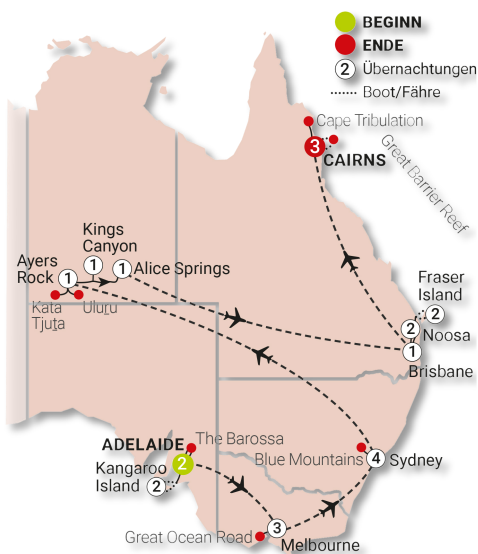 BEGINN
ENDE
2 Übernachtungen
Boot/Fähre
Cape Tribulation
3
CAIRNS
Great Barrier Reef
Kings
Canyon
Ayers
Rock
1
1
1
Alice Springs
Kata
Tjuta
Uluru
Fraser
Island
2
2
Noosa
1
Brisbane
ADELAIDE
The Barossa
2
Kangaroo
Island
2
Blue Mountains
4
Sydney
3
Great Ocean Road
Melbourne